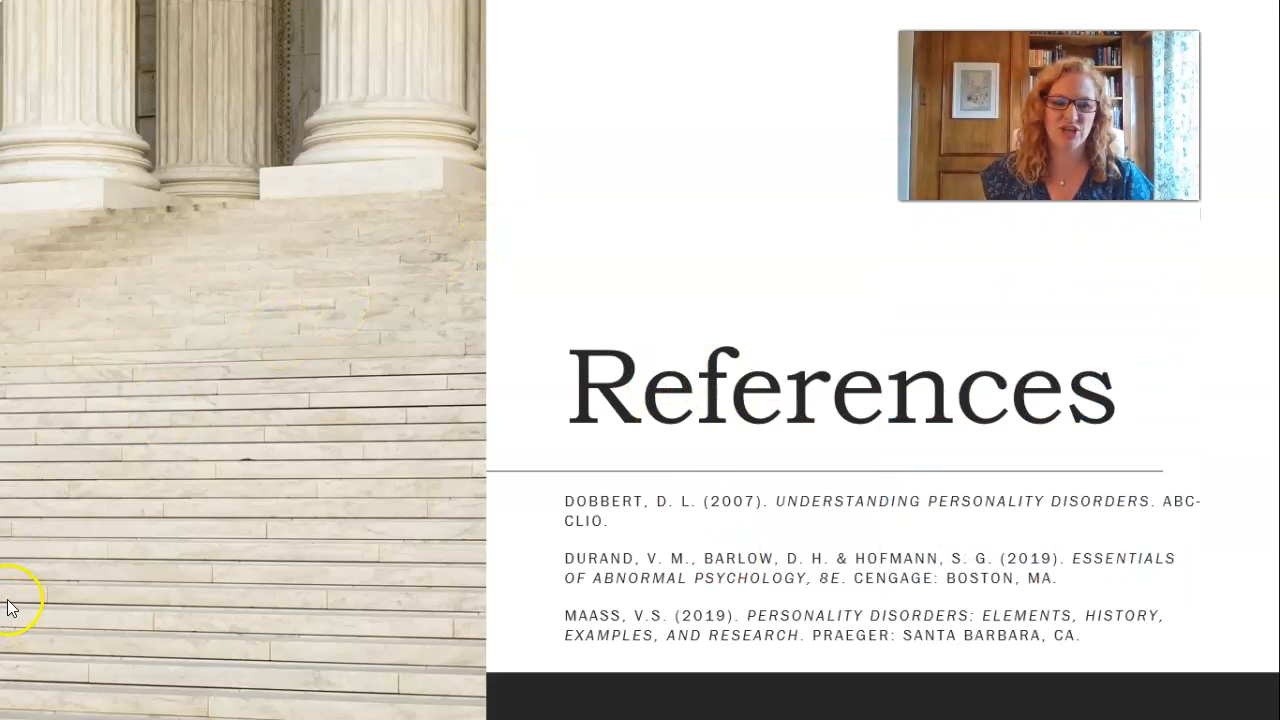 References
DOBBERT, D. L. (2007). UNDERSTANDING PERSONALITY DISORDERS. ABC-
CLIO.
DURAND, V. M., BARLOW, D. H. & HOFMANN, S. G. (2019). ESSENTIALS
OF ABNORMAL PSYCHOLOGY, 8E. CENGAGE: BOSTON, MA.
MAASS, V.S. (2019). PERSONALITY DISORDERS: ELEMENTS, HISTORY,
EXAMPLES, AND RESEARCH. PRAEGER: SANTA BARBARA, CA.